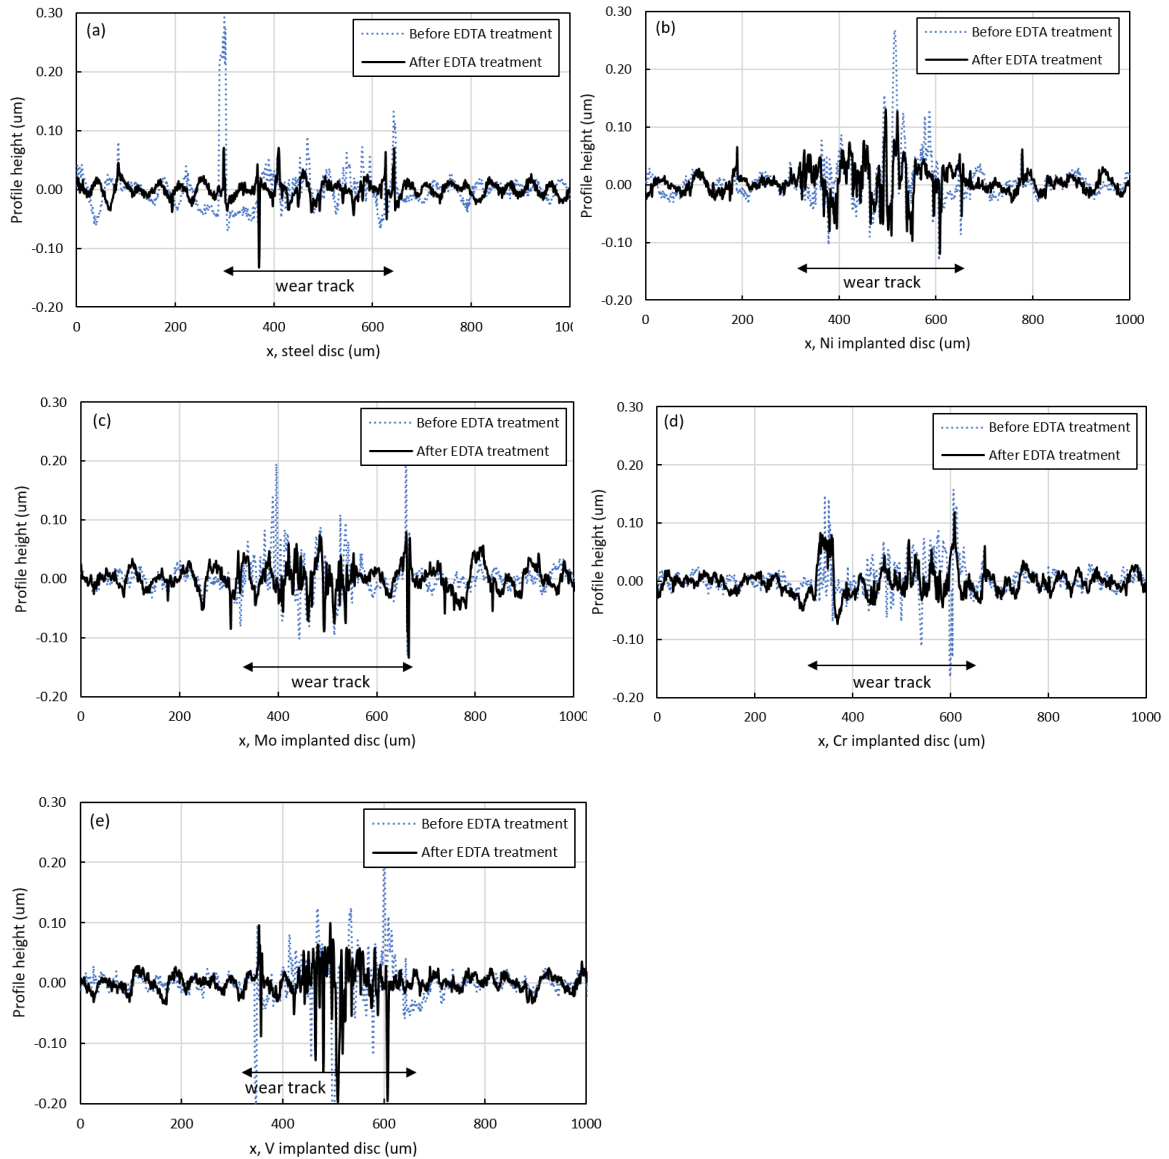 (a)
Before EDTA treatment
After EDTA treatment
Profile height (um)
0.30
0.20
0.10
0.00
-0.10
-0.20
wear track
0 200 400 600 800 100
x, steel disc (um)
(b)
Before EDTA treatment
After EDTA treatment
Profile height (um)
0.30
0.20
0.10
0.00
-0.10
-0.20
wear track
0 200 400 600 800 1000
x, Ni implanted disc (um)
(c)
Before EDTA treatment
After EDTA treatment
Profile height (um)
0.30
0.20
0.10
0.00
-0.10
-0.20
wear track
0 200 400 600 800 1000
x, Mo implanted disc (um)
(d)
Before EDTA treatment
After EDTA treatment
Profile height (um)
0.30
0.20
0.10
0.00
-0.10
-0.20
wear track
0 200 400 600 800 1000
x, Cr implanted disc (um)
(e)
Before EDTA treatment
After EDTA treatment
Profile height (um)
0.30
0.20
0.10
0.00
-0.10
-0.20
wear track
0 200 400 600 800 1000
x, V implanted disc (um)